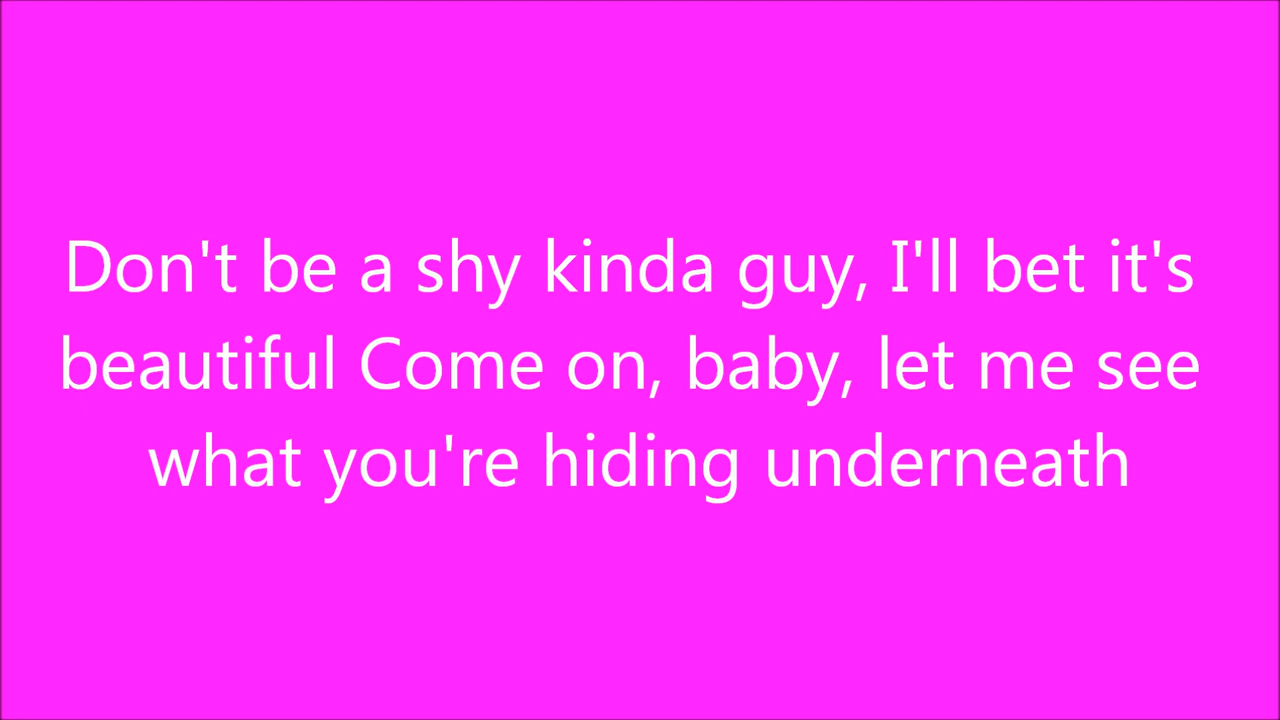 Don't be a shy kinda guy, I'll bet it's
beautiful Come on, baby, let me see
what you're hiding underneath